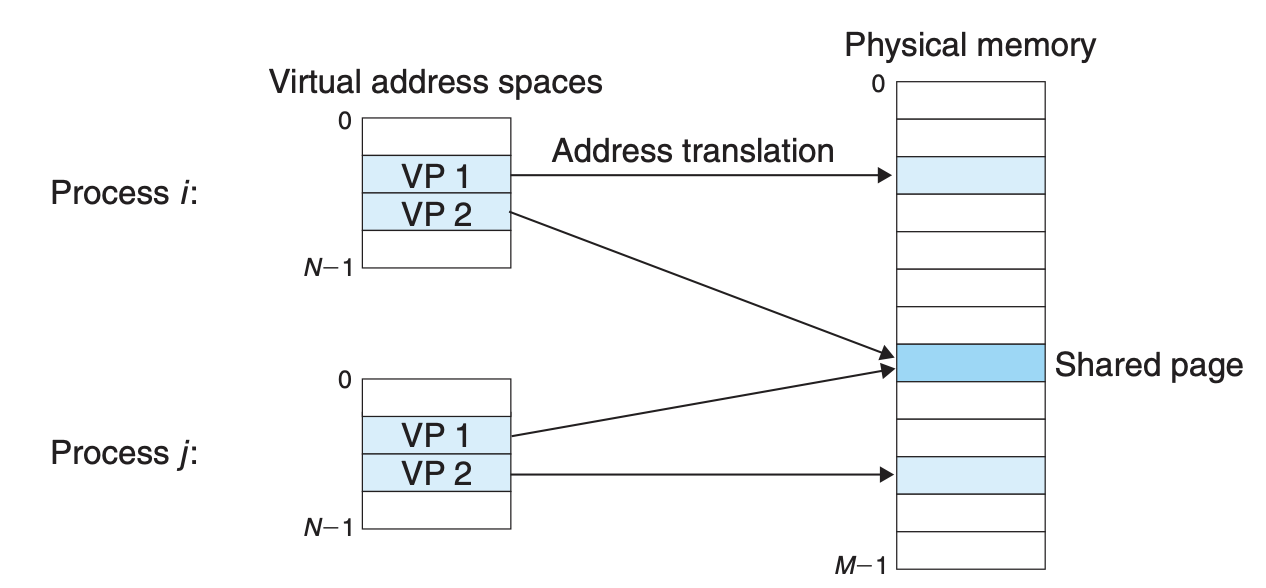 Physical memory
Virtual address spaces
0
0
Address translation
VP 1
Process i:
VP 2
N−1
Shared page
0
VP 1
Process j:
VP 2
N−1
M−1